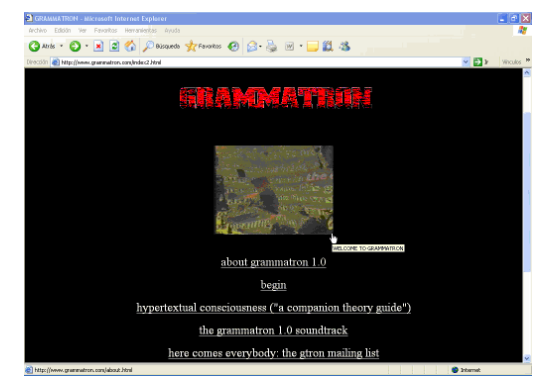 GRAMMATRON - Microsoft Internet Explorer
Archivo Edición Ver Favoritos Herramientas Ayuda
Atrás Búsqueda Favoritos
Dirección http://www.grammatron.com/index2.html Ir Vínculos
GRAMMATRON
WELCOME TO GRAMMATRON
about grammatron 1.0
begin
hypertextual consciousness ("a companion theory guide")
the grammatron 1.0 soundtrack
here comes everybody: the gtron mailing list
http://www.grammatron.com/about.html Internet